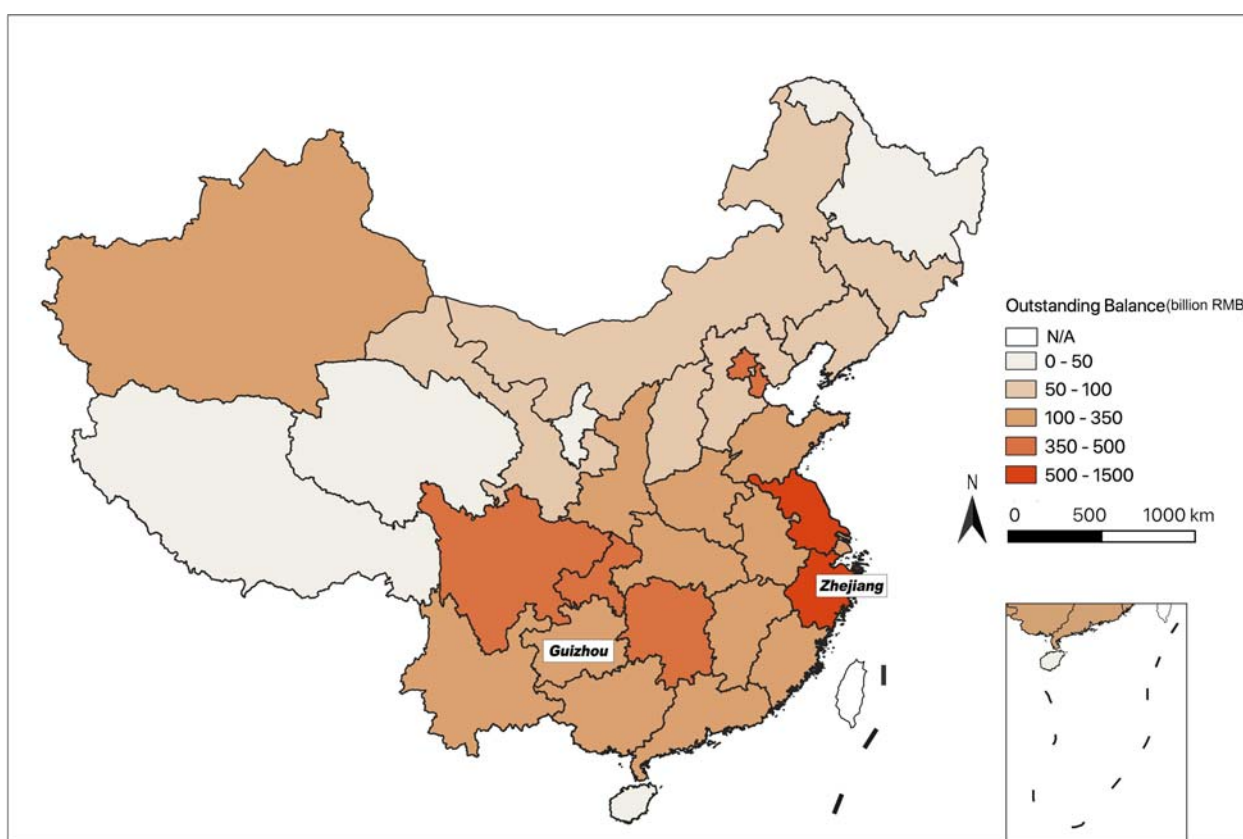 Outstanding Balance(billion RMB
N/A
0 - 50
50 - 100
100 - 350
350 - 500
500 - 1500
N
0 500 1000 km
Zhejiang
Guizhou